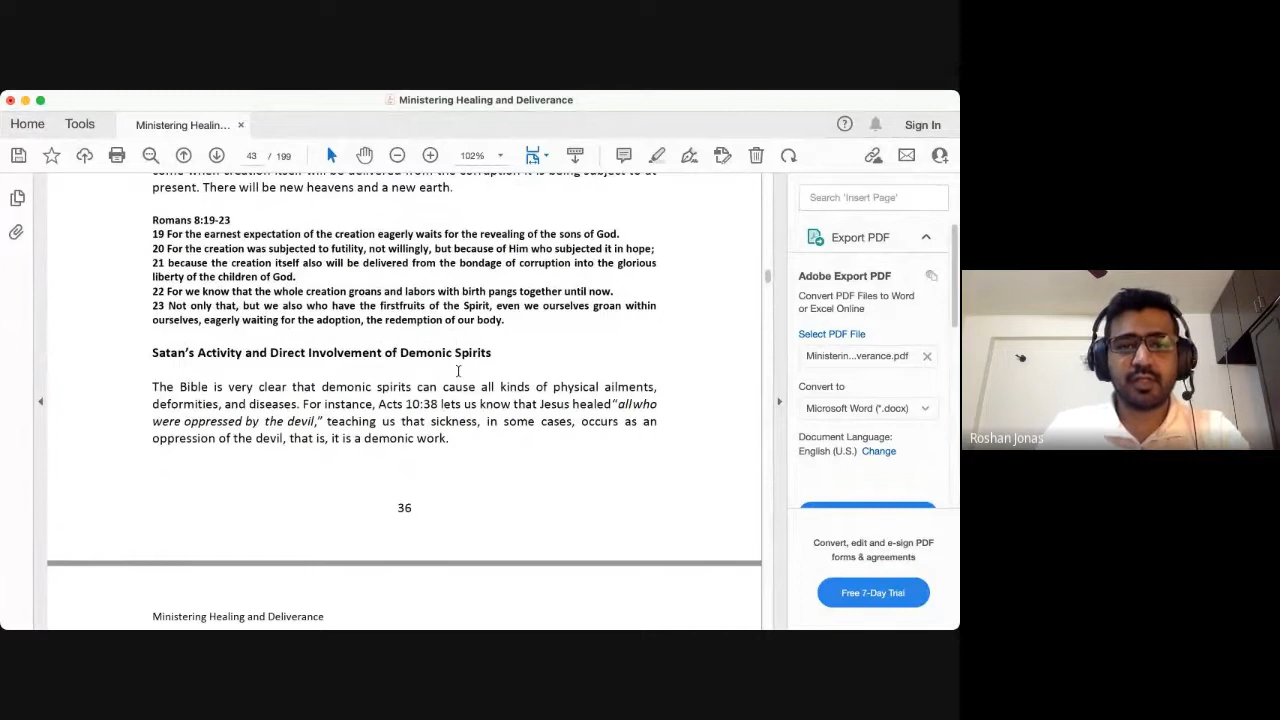 Ministering Healing and Deliverance
Home
Tools
Ministering Healin...
Sign In
43 / 199
102%
present. There will be new heavens and a new earth.
Romans 8:19-23
19 For the earnest expectation of the creation eagerly waits for the revealing of the sons of God.
20 For the creation was subjected to futility, not willingly, but because of Him who subjected it in hope;
21 because the creation itself also will be delivered from the bondage of corruption into the glorious
liberty of the children of God.
22 For we know that the whole creation groans and labors with birth pangs together until now.
23 Not only that, but we also who have the firstfruits of the Spirit, even we ourselves groan within
ourselves, eagerly waiting for the adoption, the redemption of our body.
Satan's Activity and Direct Involvement of Demonic Spirits
The Bible is very clear that demonic spirits can cause all kinds of physical ailments,
deformities, and diseases. For instance, Acts 10:38 lets us know that Jesus healed"all who
were oppressed by the devil," teaching us that sickness, in some cases, occurs as an
oppression of the devil, that is, it is a demonic work.
36
Ministering Healing and Deliverance
Search 'Insert Page'
Export PDF
Adobe Export PDF
Convert PDF Files to Word
or Excel Online
Select PDF File
Ministerin...verance.pdf
Convert to
Microsoft Word (*.docx)
Document Language:
English (U.S.) Change
Convert, edit and e-sign PDF
forms & agreements
Free 7-Day Trial
Roshan Jonas